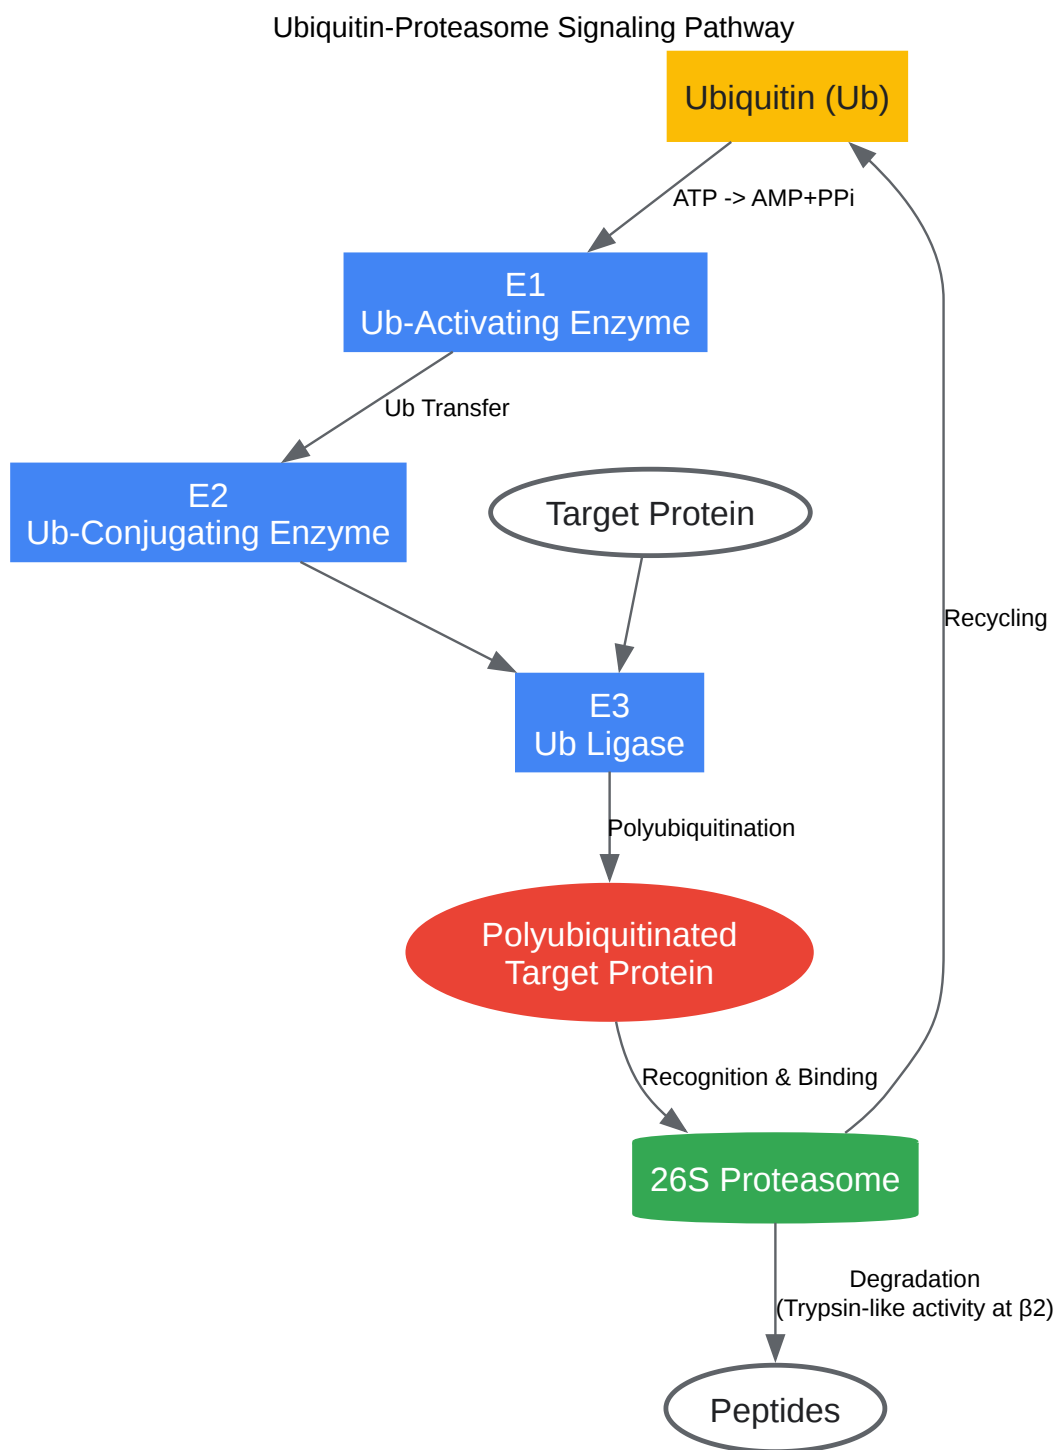 Ubiquitin-Proteasome Signaling Pathway
Ubiquitin (Ub)
ATP -> AMP+PPi
E1
Ub-Activating Enzyme
Ub Transfer
E2
Ub-Conjugating Enzyme
Target Protein
Recycling
E3
Ub Ligase
Polyubiquitination
Polyubiquitinated
Target Protein
Recognition & Binding
26S Proteasome
Degradation
(Trypsin-like activity at β2)
Peptides